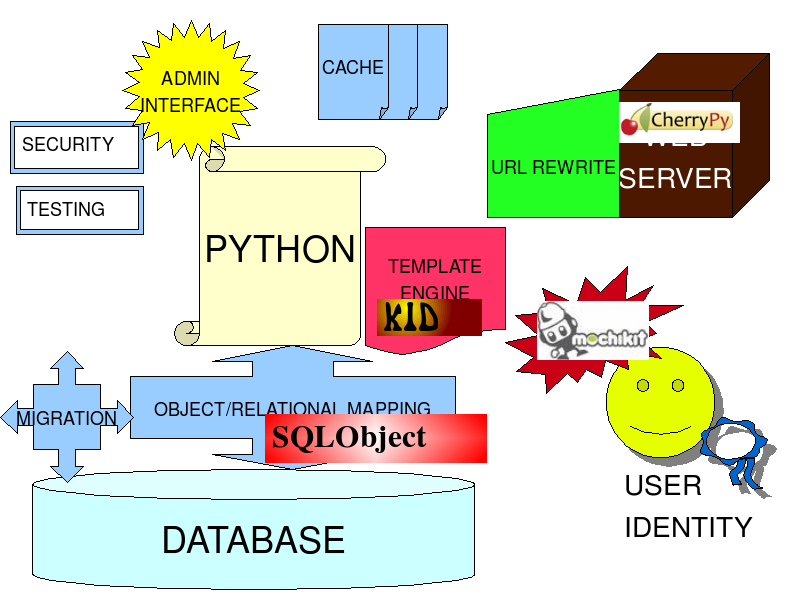 ADMIN
INTERFACE
CACHE
SECURITY
TESTING
CherryPy
WEB
SERVER
URL REWRITE
PYTHON
TEMPLATE
ENGINE
KID
mochikit
MIGRATION
OBJECT/RELATIONAL MAPPING
SQLObject
DATABASE
USER
IDENTITY